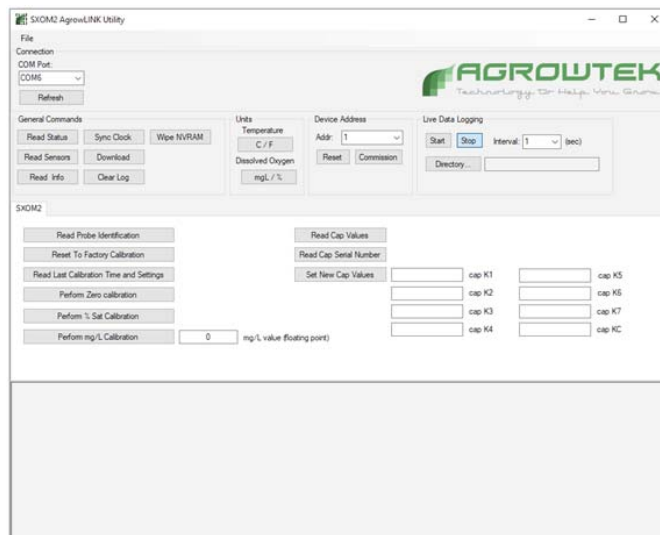 SXOM2 AgrowLINK Utility
File
Connection
COM Port:
COM6
Refresh
AGROWTEK
Technology to Help You Grow
General Commands
Read Status Sync Clock Wipe NVRAM
Read Sensors Download
Read Info Clear Log
Units
Temperature
C / F
Dissolved Oxygen
mgL / %
Device Address
Addr: 1
Reset Commission
Live Data Logging
Start Stop Interval: 1 (sec)
Directory...
SXOM2
Read Probe Identification
Reset To Factory Calibration
Read Last Calibration Time and Settings
Perform Zero calibration
Perform % Sat Calibration
Perform mg/L Calibration 0 mg/L value (floating point)
Read Cap Values
Read Cap Serial Number
Set New Cap Values cap K1 cap K5
cap K2 cap K6
cap K3 cap K7
cap K4 cap KC